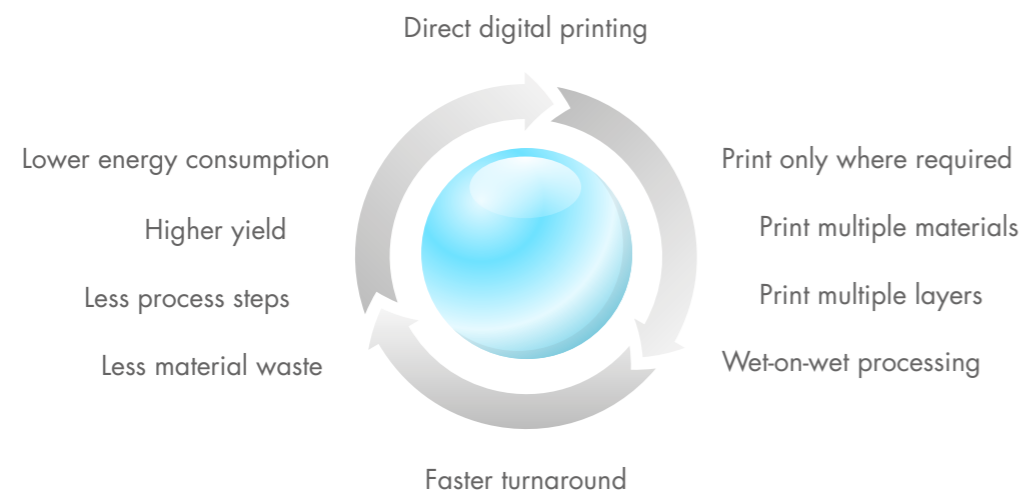 Direct digital printing
Lower energy consumption
Print only where required
Higher yield
Print multiple materials
Less process steps
Print multiple layers
Less material waste
Wet-on-wet processing
Faster turnaround